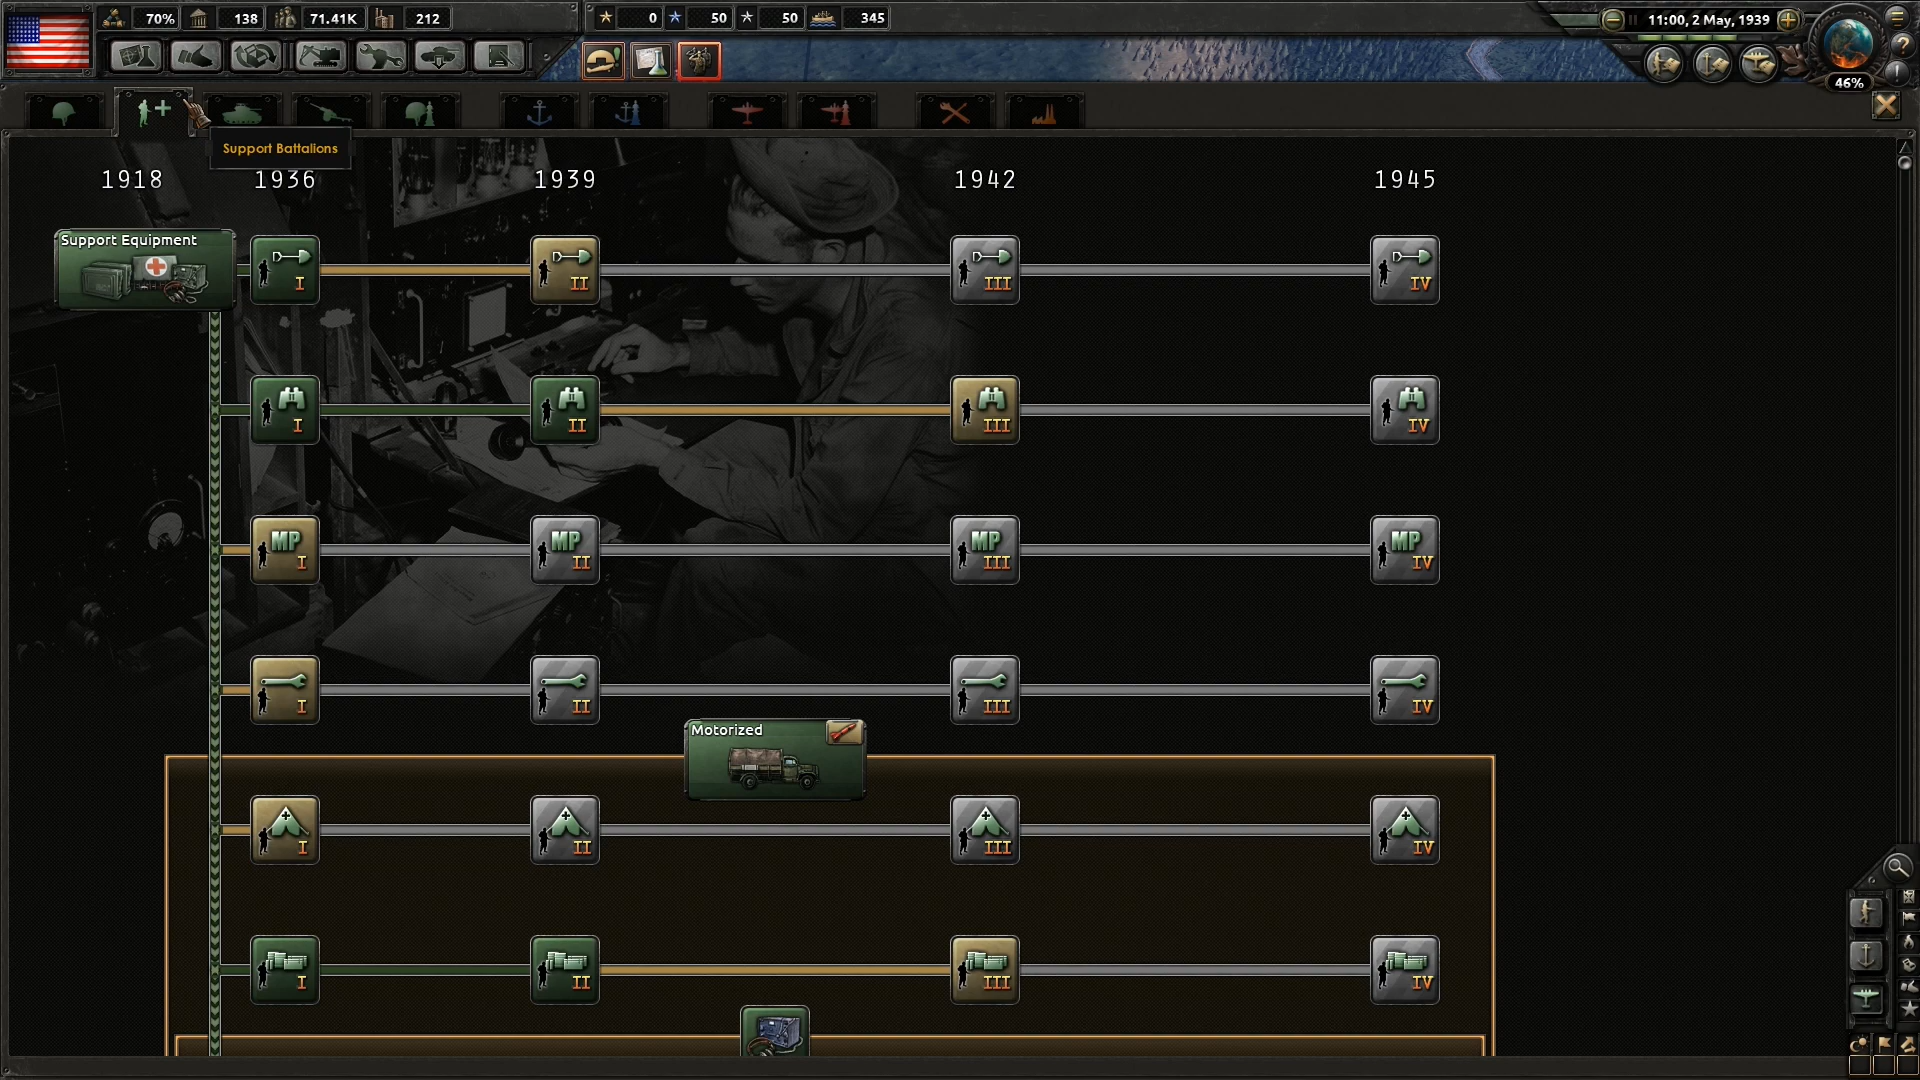 70% 138 71.41K 212 0 50 50 345 11:00, 2 May, 1939
46%
Support Battalions
1918 1936 1939 1942 1945
Support Equipment
I II III IV
I II III IV
MP I MP II MP III MP IV
I II III IV
Motorized
I II III IV
I II III IV